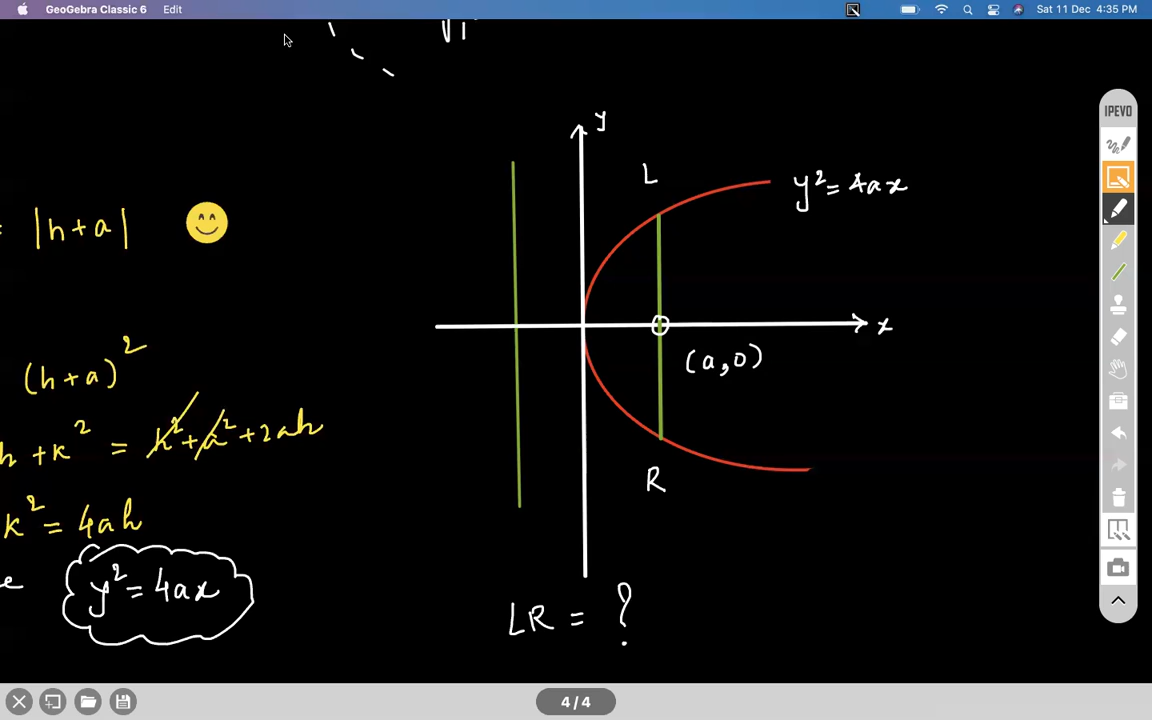 GeoGebra Classic 6 Edit Sat 11 Dec 4:35 PM
IPEVO
y
L
y² = 4ax
= |h+a|
x
(a,0)
(h+a)²
h + k² = h² + a² + 2ah
R
k² = 4ah
y² = 4ax
LR = ?
4/4